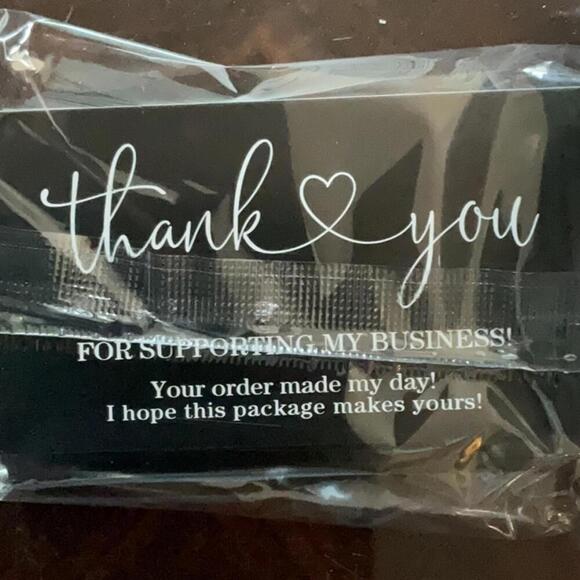 thank you
FOR SUPPORTING MY BUSINESS!
Your order made my day!
I hope this package makes yours!